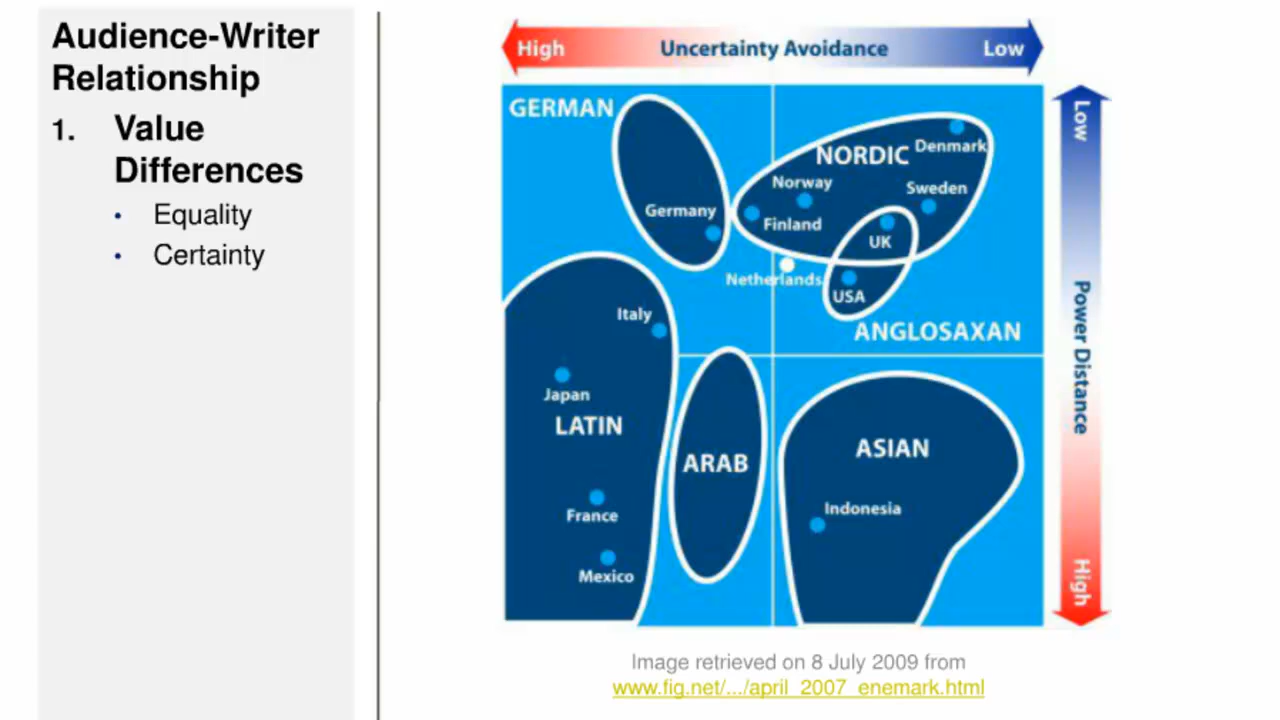 Audience-Writer
Relationship
1. Value
Differences
• Equality
• Certainty
High Uncertainty Avoidance Low
GERMAN
NORDIC
Denmark
Norway
Sweden
Germany
Finland
UK
Netherlands
USA
Italy
ANGLOSAXAN
Japan
LATIN
ARAB
ASIAN
Indonesia
France
Mexico
Low
Power Distance
High
Image retrieved on 8 July 2009 from
www.fig.net/.../april_2007_enemark.html